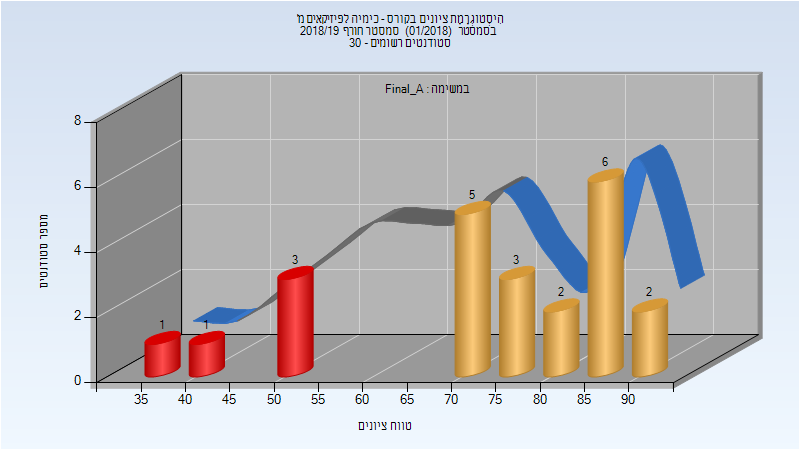 היסטוגרמת ציונים בקורס - כימיה לפיזיקאים מ'
בסמסטר (01/2018) סמסטר חורף 2018/19
סטודנטים רשומים - 30
במשימה : Final_A
8
6
4
2
0
מספר סטודנטים
1
1
3
5
3
2
6
2
35 40 45 50 55 60 65 70 75 80 85 90
טווח ציונים